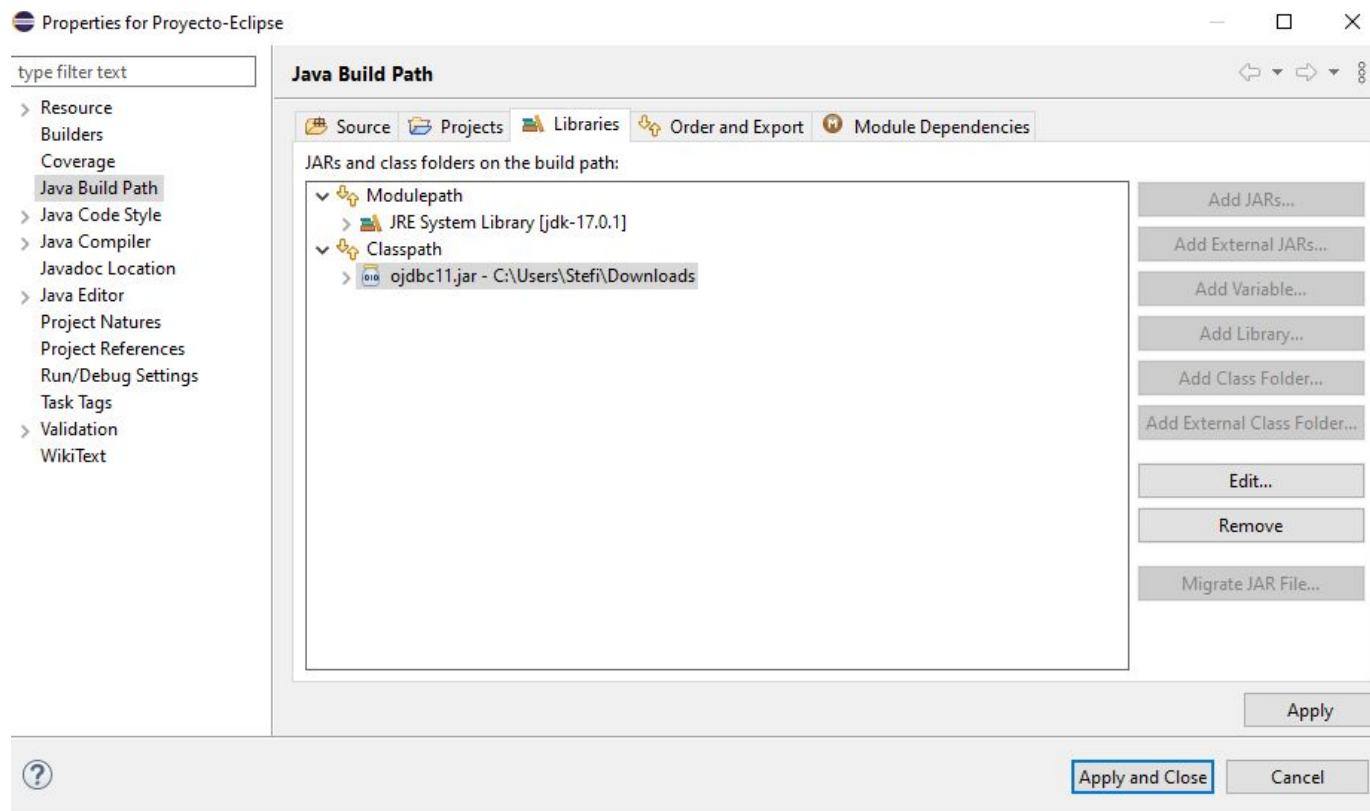 Properties for Proyecto-Eclipse
type filter text
Resource
Builders
Coverage
Java Build Path
Java Code Style
Java Compiler
Javadoc Location
Java Editor
Project Natures
Project References
Run/Debug Settings
Task Tags
Validation
WikiText
Java Build Path
Source Projects Libraries Order and Export Module Dependencies
JARs and class folders on the build path:
Modulepath
JRE System Library [jdk-17.0.1]
Classpath
ojdbc11.jar - C:\Users\Stefi\Downloads
Add JARs...
Add External JARs...
Add Variable...
Add Library...
Add Class Folder...
Add External Class Folder...
Edit...
Remove
Migrate JAR File...
Apply
Apply and Close Cancel